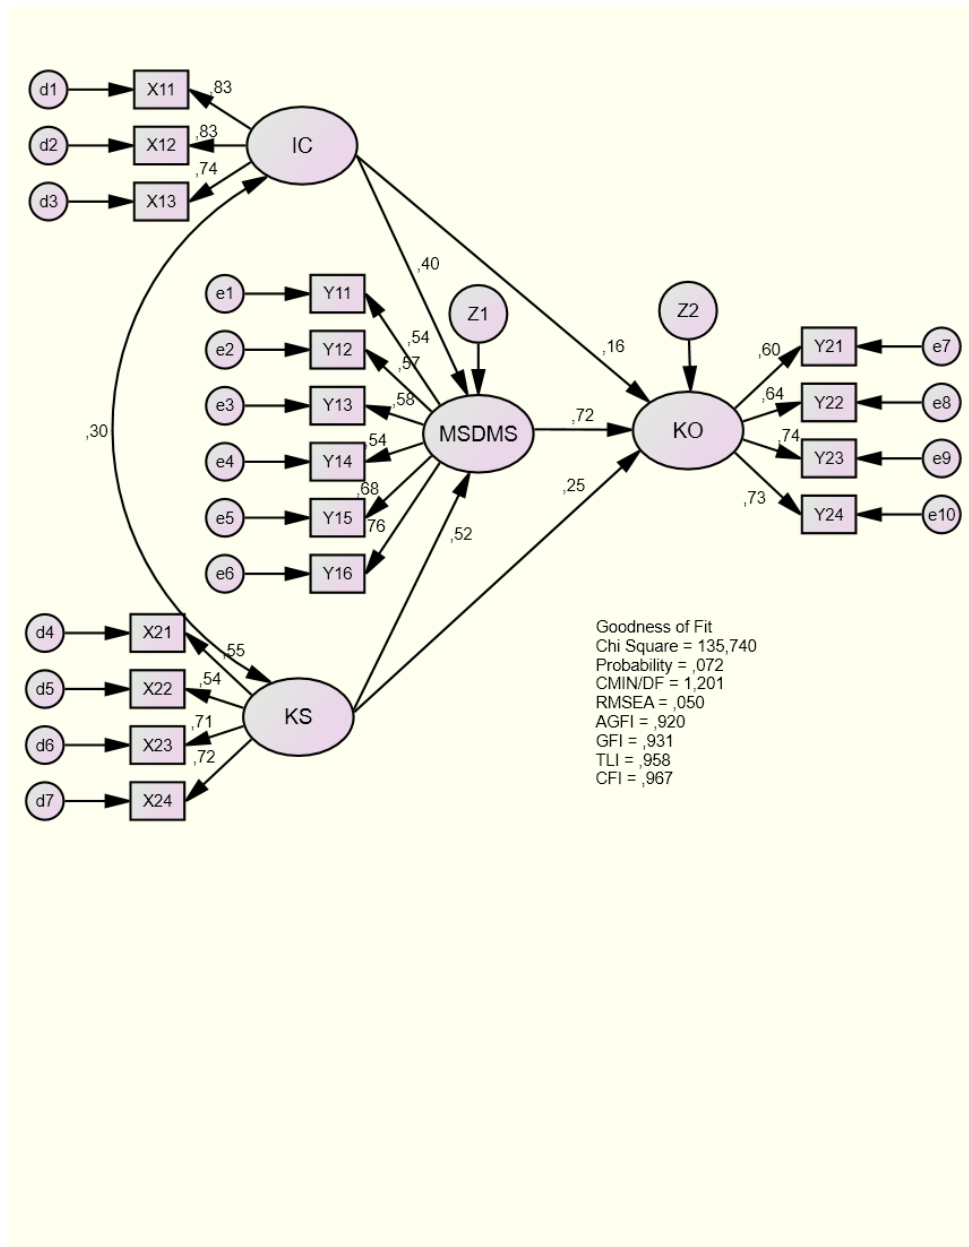 d1
X11
,83
d2
X12
,83
IC
d3
X13
,74
,40
e1
Y11
Z1
Z2
,54
e2
Y12
,57
,16
,60
Y21
e7
e3
Y13
,58
,64
Y22
e8
,30
MSDMS
,72
KO
e4
Y14
,54
,74
Y23
e9
e5
Y15
,68
,25
,73
Y24
e10
76
,52
e6
Y16
d4
X21
,55
d5
X22
,54
KS
d6
X23
,71
d7
X24
,72
Goodness of Fit
Chi Square = 135,740
Probability = ,072
CMIN/DF = 1,201
RMSEA = ,050
AGFI = ,920
GFI = ,931
TLI = ,958
CFI = ,967